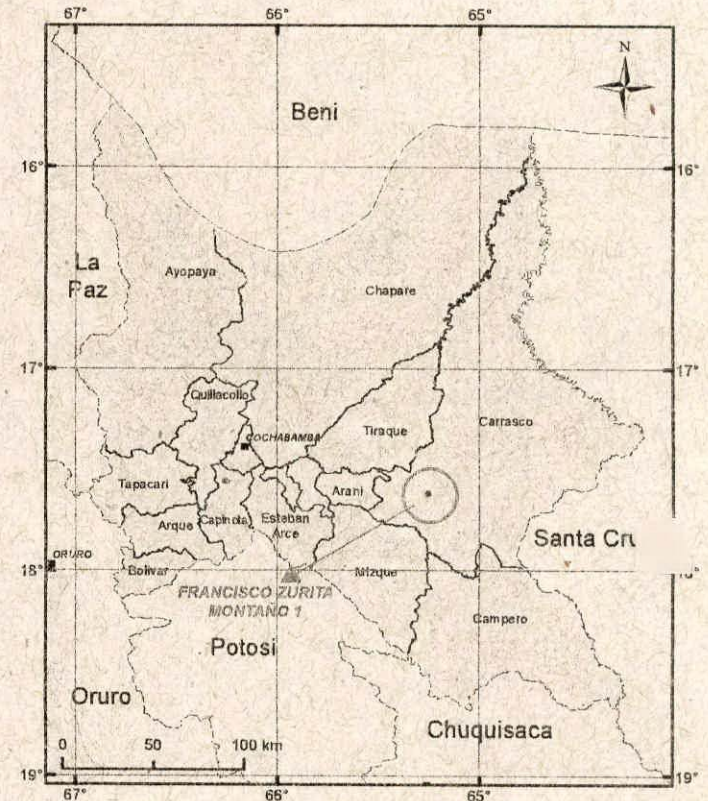 67° 66° 65°
N
Beni
16° 16°
La
Paz
Ayopaya
Chapare
17° 17°
Quillacollo
COCHABAMBA
Tiraque
Carrasco
Tapacari
Arani
Arque
Capinota
Esteban
Arce
Santa Cru
ORURO
18°
Bolivar
Mizque
FRANCISCO ZURITA
MONTAÑO 1
Campero
Potosi
Oruro
Chuquisaca
0 50 100 km
19° 19°
67° 66° 65°